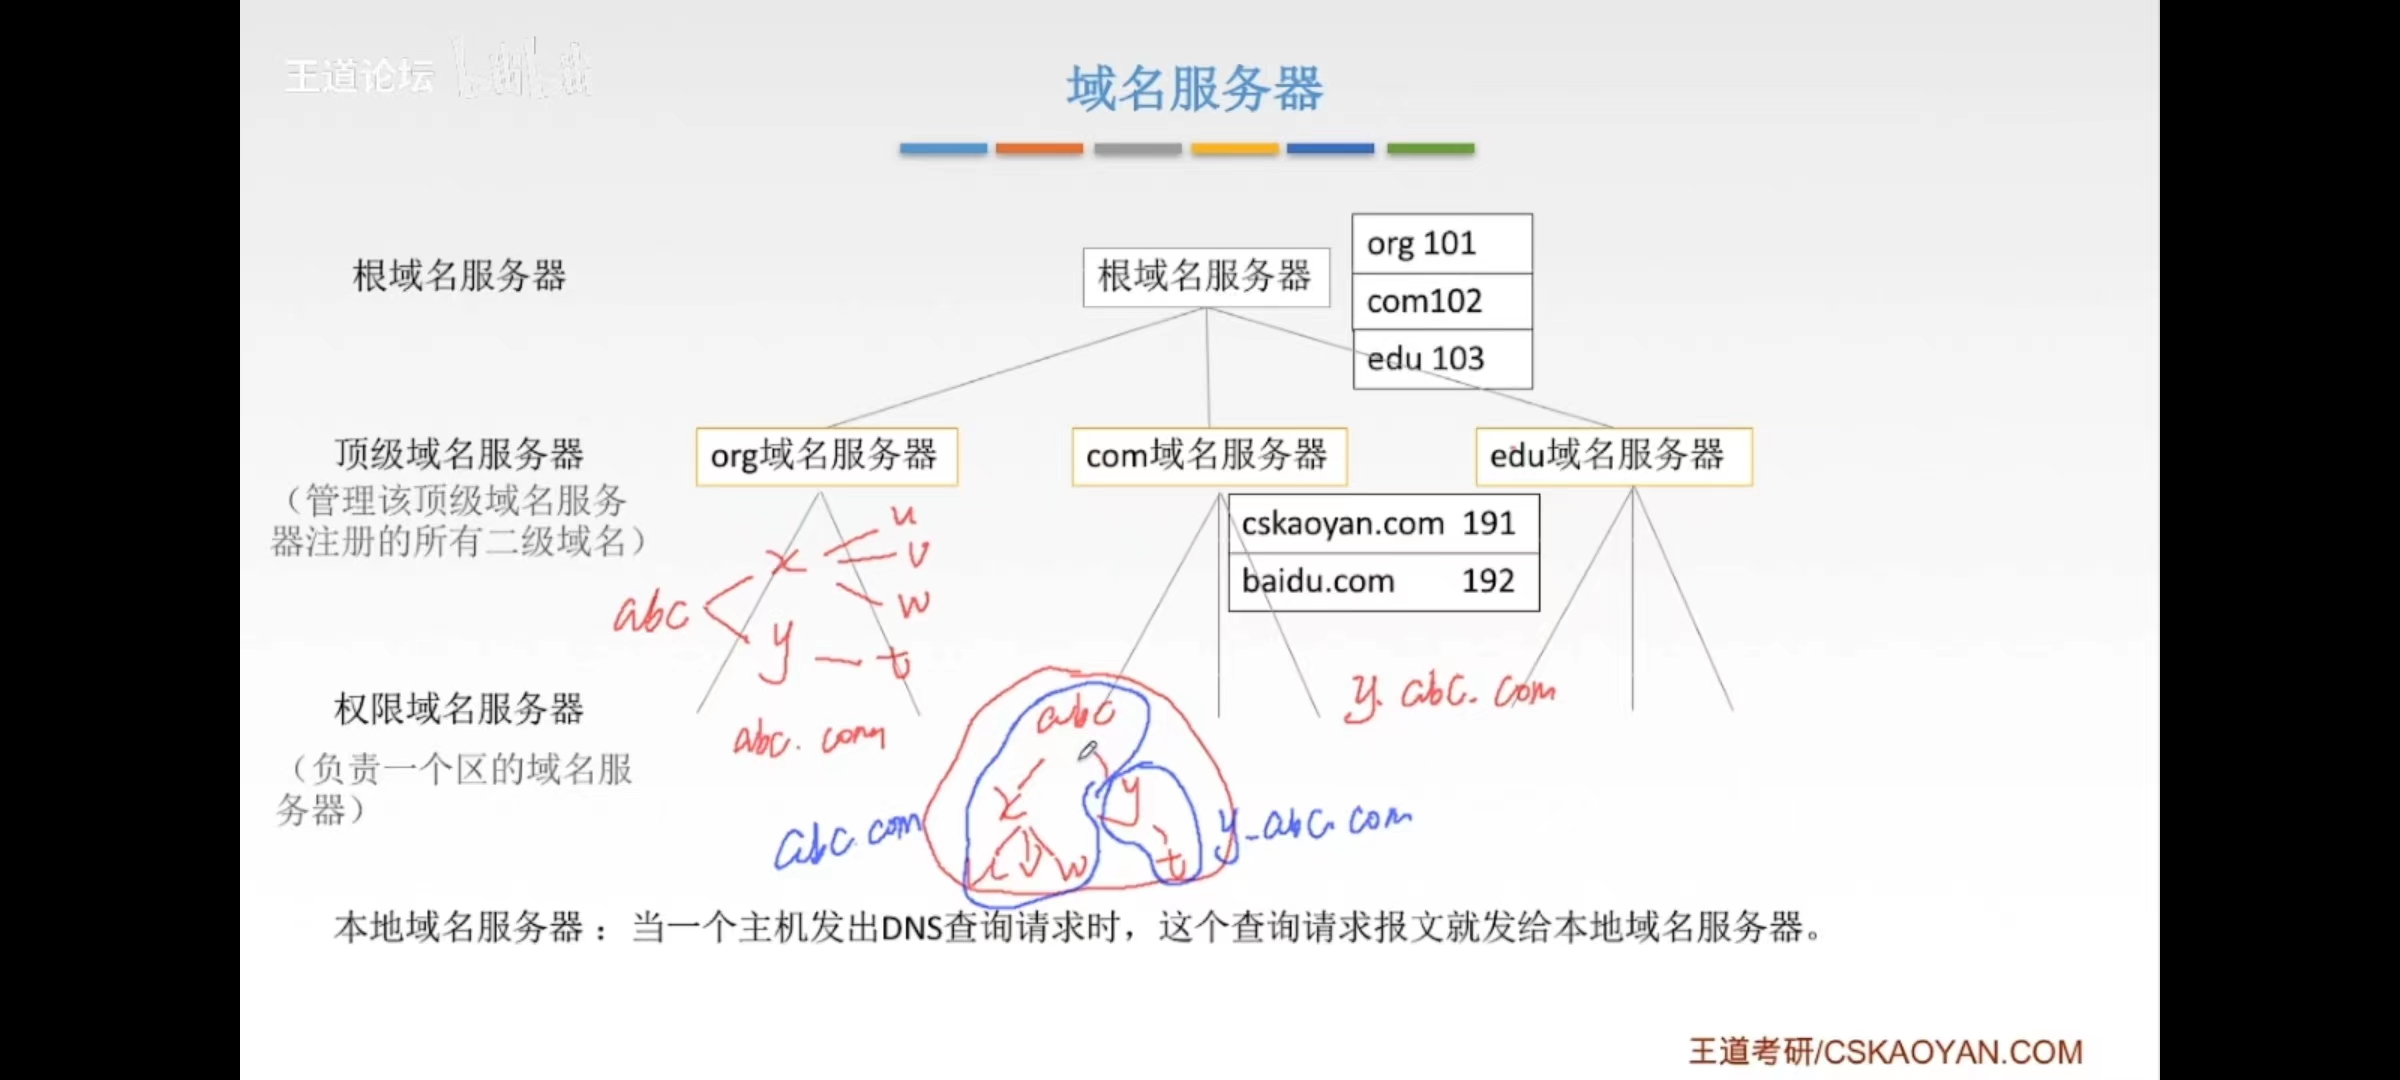 王道论坛 bilibili
域名服务器
根域名服务器
根域名服务器
org 101
com102
edu 103
顶级域名服务器
（管理该顶级域名服务
器注册的所有二级域名）
org域名服务器
com域名服务器
edu域名服务器
cskaoyan.com 191
baidu.com 192
abc
x
u
v
w
y
t
权限域名服务器
（负责一个区的域名服
务器）
abc.com
abc
x
y
u v w
t
y.abc.com
abc.com
y.abc.com
本地域名服务器：当一个主机发出DNS查询请求时，这个查询请求报文就发给本地域名服务器。
王道考研/CSKAOYAN.COM